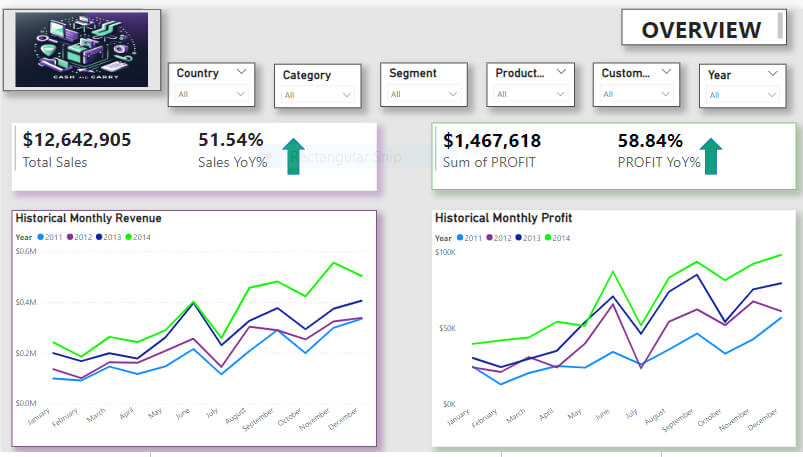 CASH AND CARRY
OVERVIEW
Country
All
Category
All
Segment
All
Product...
All
Custom...
All
Year
All
$12,642,905
Total Sales
51.54%
Sales YoY%
Rectangular Snip
$1,467,618
Sum of PROFIT
58.84%
PROFIT YoY%
Historical Monthly Revenue
Year 2011 2012 2013 2014
$0.6M
$0.4M
$0.2M
$0.0M
January February March April May June July August September October November December
Historical Monthly Profit
Year 2011 2012 2013 2014
$100K
$50K
$0K
January February March April May June July August September October November December